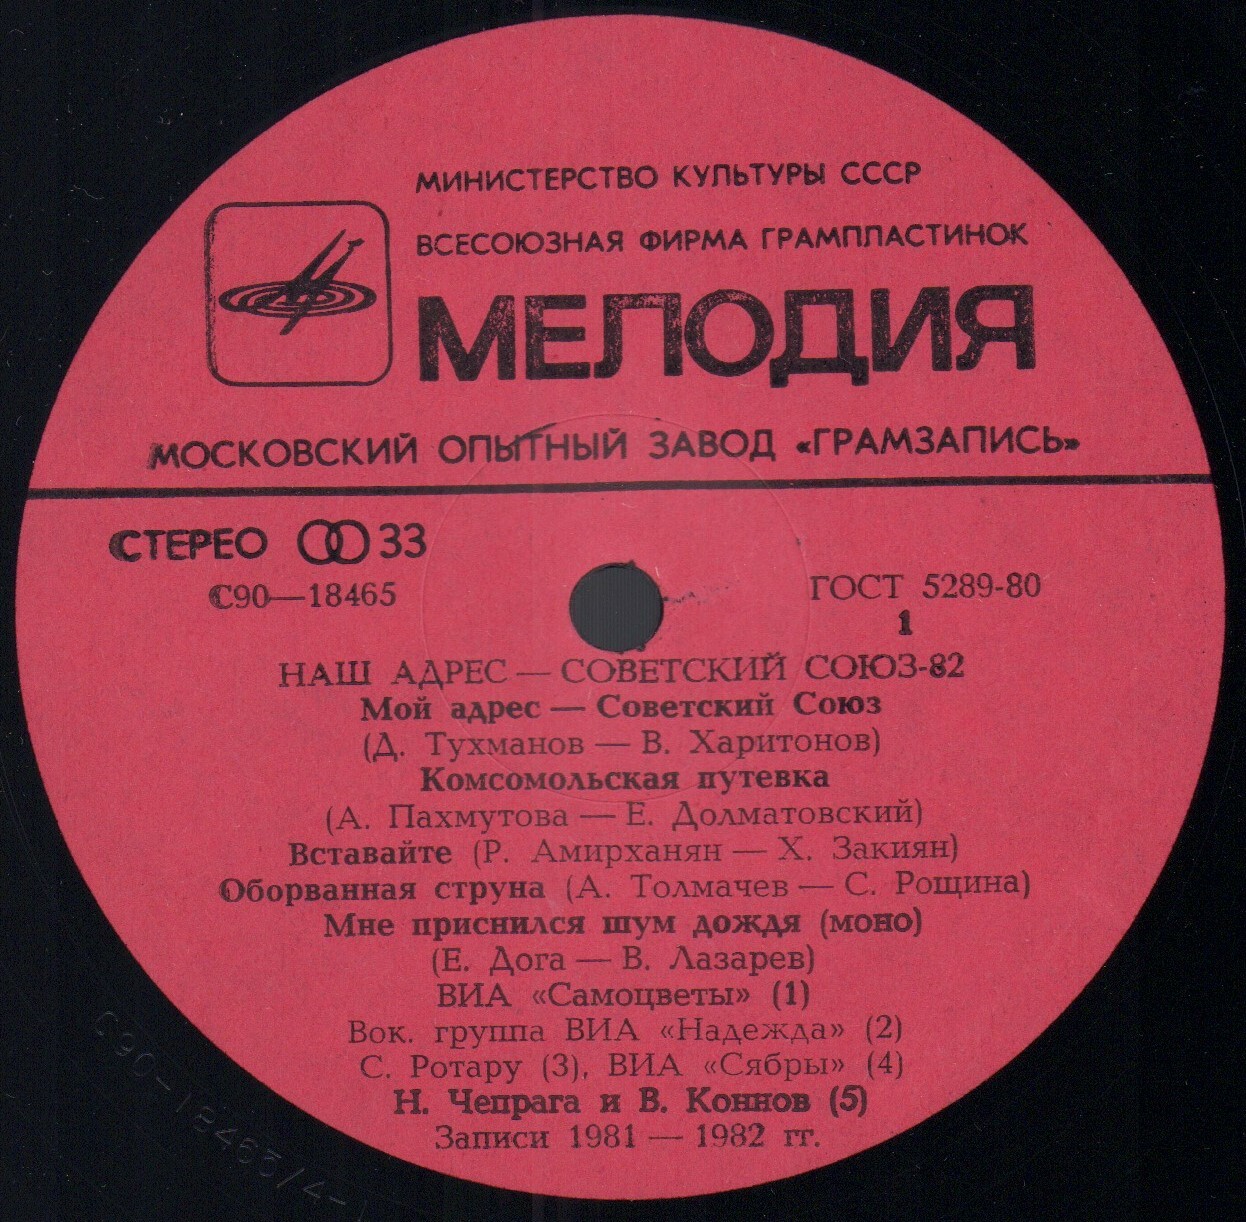 МИНИСТЕРСТВО КУЛЬТУРЫ СССР
ВСЕСОЮЗНАЯ ФИРМА ГРАМПЛАСТИНОК
МЕЛОДИЯ
МОСКОВСКИЙ ОПЫТНЫЙ ЗАВОД «ГРАМЗАПИСЬ»
СТЕРЕО 33
С90—18465
ГОСТ 5289-80
1
НАШ АДРЕС — СОВЕТСКИЙ СОЮЗ-82
Мой адрес — Советский Союз
(Д. Тухманов — В. Харитонов)
Комсомольская путевка
(А. Пахмутова — Е. Долматовский)
Вставайте (Р. Амирханян — Х. Закиян)
Оборванная струна (А. Толмачев — С. Рощина)
Мне приснился шум дождя (моно)
(Е. Дога — В. Лазарев)
ВИА «Самоцветы» (1)
Вок. группа ВИА «Надежда» (2)
С. Ротару (3), ВИА «Сябры» (4)
Н. Чепрага и В. Коннов (5)
Записи 1981 — 1982 гг.
С90-18465/4-